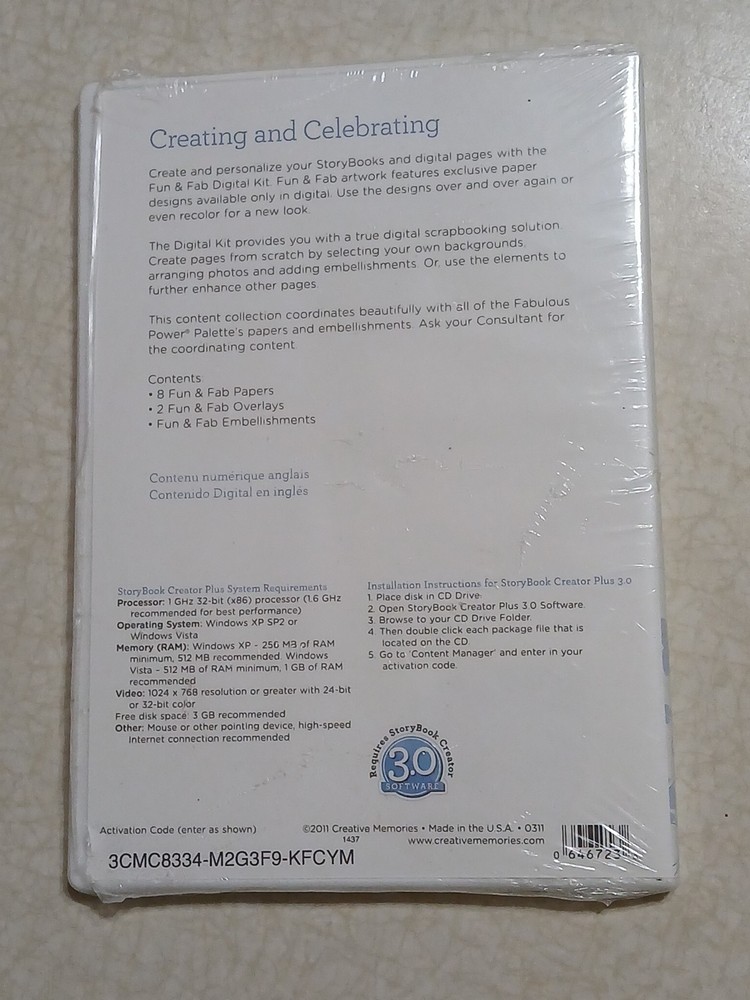 Creating and Celebrating
Create and personalize your StoryBooks and digital pages with the
Fun & Fab Digital Kit. Fun & Fab artwork features exclusive paper
designs available only in digital. Use the designs over and over again or
even recolor for a new look.
The Digital Kit provides you with a true digital scrapbooking solution.
Create pages from scratch by selecting your own backgrounds,
arranging photos and adding embellishments. Or, use the elements to
further enhance other pages.
This content collection coordinates beautifully with all of the Fabulous
Power® Palette's papers and embellishments. Ask your Consultant for
the coordinating content.
Contents:
• 8 Fun & Fab Papers
• 2 Fun & Fab Overlays
• Fun & Fab Embellishments
Contenu numérique anglais
Contenido Digital en inglés
StoryBook Creator Plus System Requirements
Processor: 1 GHz 32-bit (x86) processor (1.6 GHz
recommended for best performance)
Operating System: Windows XP SP2 or
Windows Vista
Memory (RAM): Windows XP - 256 MB of RAM
minimum, 512 MB recommended. Windows
Vista - 512 MB of RAM minimum, 1 GB of RAM
recommended
Video: 1024 x 768 resolution or greater with 24-bit
or 32-bit color
Free disk space: 3 GB recommended
Other: Mouse or other pointing device, high-speed
Internet connection recommended
Installation Instructions for StoryBook Creator Plus 3.0
1. Place disk in CD Drive.
2. Open StoryBook Creator Plus 3.0 Software.
3. Browse to your CD Drive Folder.
4. Then double click each package file that is
located on the CD.
5. Go to 'Content Manager' and enter in your
activation code.
Requires StoryBook Creator
3.0
SOFTWARE
Activation Code (enter as shown)
3CMC8334-M2G3F9-KFCYM
©2011 Creative Memories • Made in the U.S.A. • 0311
1437
www.creativememories.com
0 646723